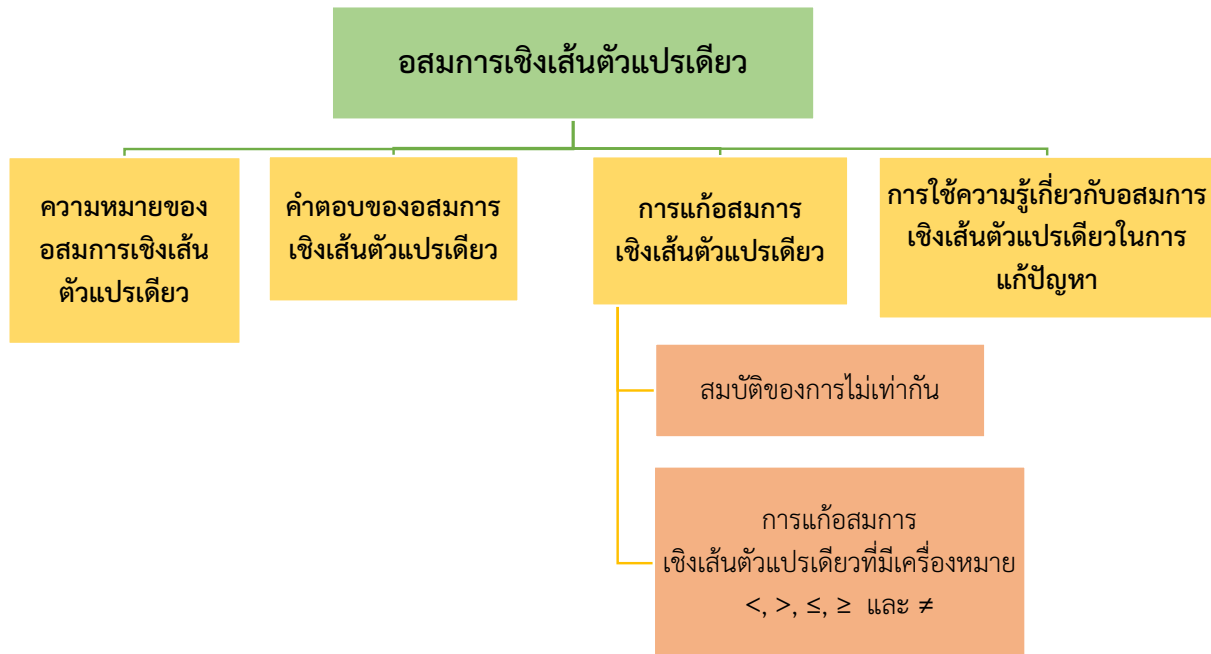 อสมการเชิงเส้นตัวแปรเดียว
ความหมายของ
อสมการเชิงเส้น
ตัวแปรเดียว
คำตอบของอสมการ
เชิงเส้นตัวแปรเดียว
การแก้อสมการ
เชิงเส้นตัวแปรเดียว
การใช้ความรู้เกี่ยวกับอสมการ
เชิงเส้นตัวแปรเดียวในการ
แก้ปัญหา
สมบัติของการไม่เท่ากัน
การแก้อสมการ
เชิงเส้นตัวแปรเดียวที่มีเครื่องหมาย
<, >, ≤, ≥ และ ≠